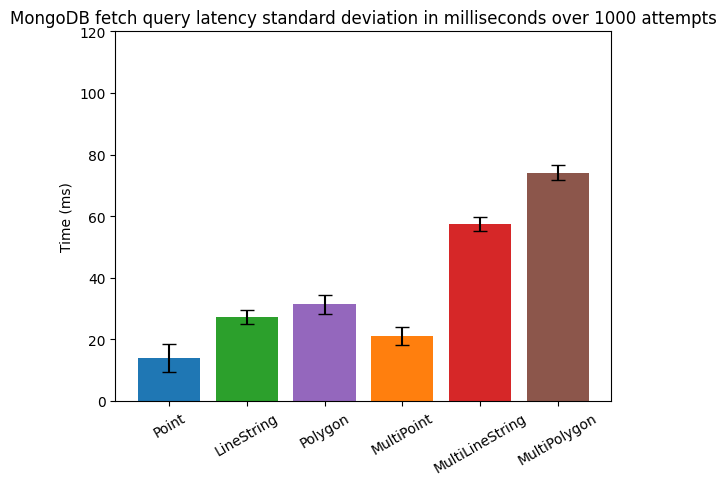 MongoDB fetch query latency standard deviation in milliseconds over 1000 attempts
120
100
80
60
40
20
0
Time (ms)
Point
LineString
Polygon
MultiPoint
MultiLineString
MultiPolygon